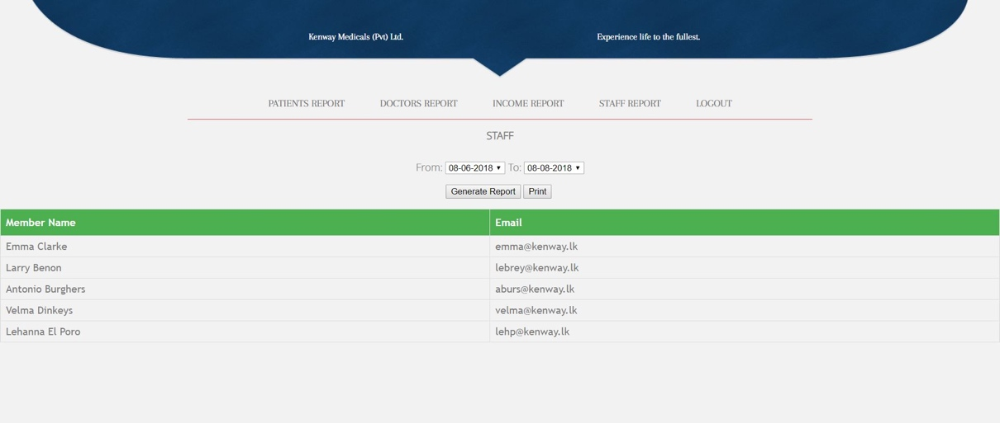 Kenway Medicals (Pvt) Ltd. Experience life to the fullest.
PATIENTS REPORT DOCTORS REPORT INCOME REPORT STAFF REPORT LOGOUT
STAFF
From: 08-06-2018 To: 08-08-2018
Generate Report Print
Member Name Email
Emma Clarke emma@kenway.lk
Larry Benon lebrey@kenway.lk
Antonio Burghers aburs@kenway.lk
Velma Dinkeys velma@kenway.lk
Lehanna El Poro lehp@kenway.lk